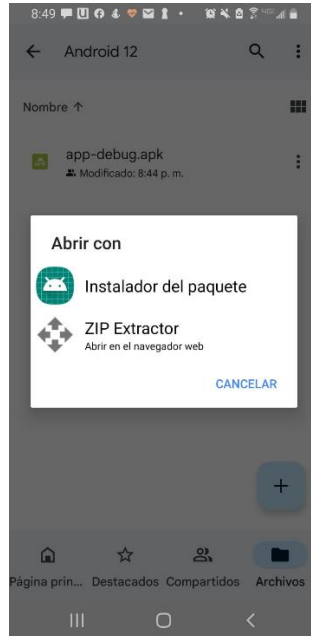 8:49
Android 12
Nombre ↑
app-debug.apk
Modificado: 8:44 p. m.
Abrir con
Instalador del paquete
ZIP Extractor
Abrir en el navegador web
CANCELAR
+
Página prin... Destacados Compartidos Archivos